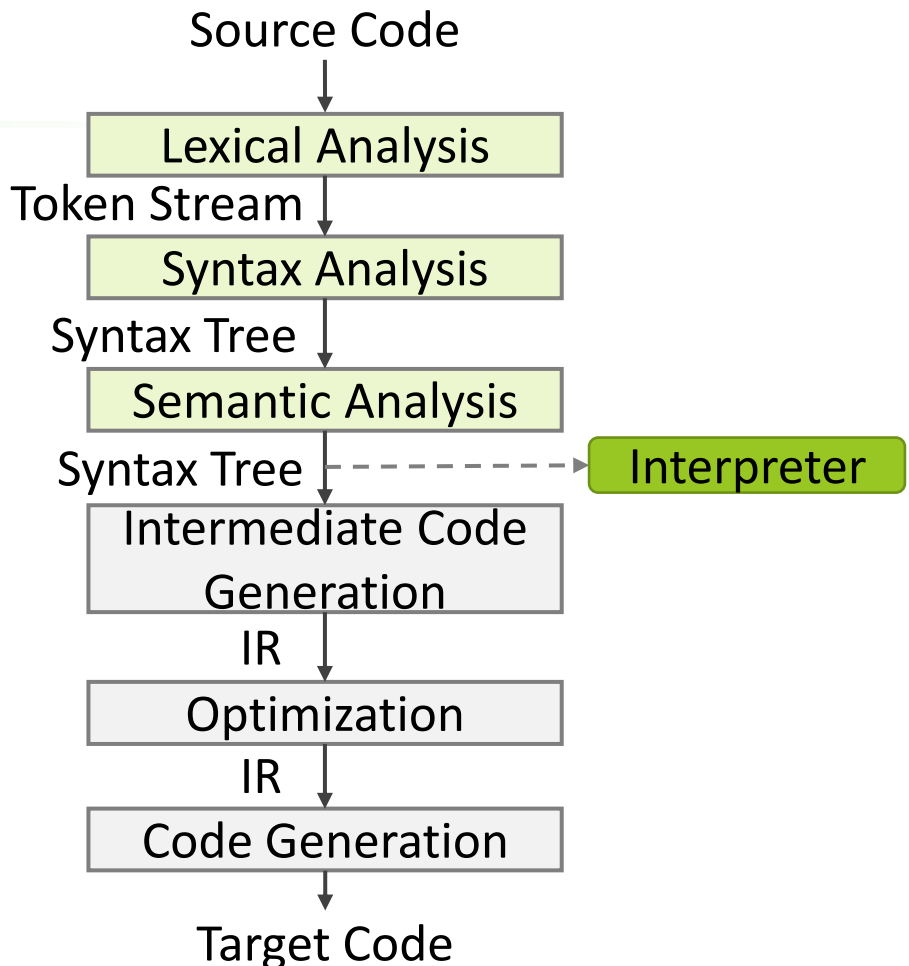 Source Code
Lexical Analysis
Token Stream
Syntax Analysis
Syntax Tree
Semantic Analysis
Syntax Tree
Interpreter
Intermediate Code
Generation
IR
Optimization
IR
Code Generation
Target Code